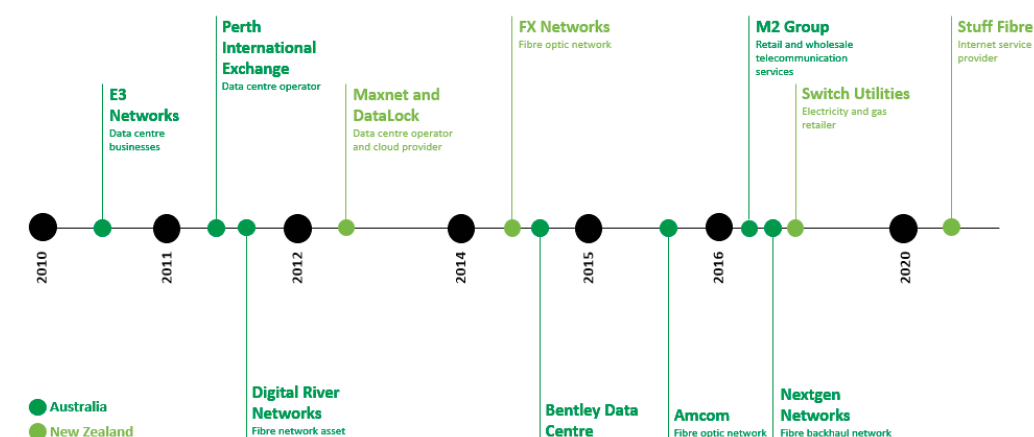 E3
Networks
Data centre
businesses
Perth
International
Exchange
Data centre operator
Maxnet and
DataLock
Data centre operator
and cloud provider
FX Networks
Fibre optic network
M2 Group
Retail and wholesale
telecommunication
services
Switch Utilities
Electricity and gas
retailer
Stuff Fibre
Internet service
provider
2010
2011
2012
2014
2015
2016
2020
Digital River
Networks
Fibre network asset
Bentley Data
Centre
Amcom
Fibre optic network
Nextgen
Networks
Fibre backhaul network
Australia
New Zealand